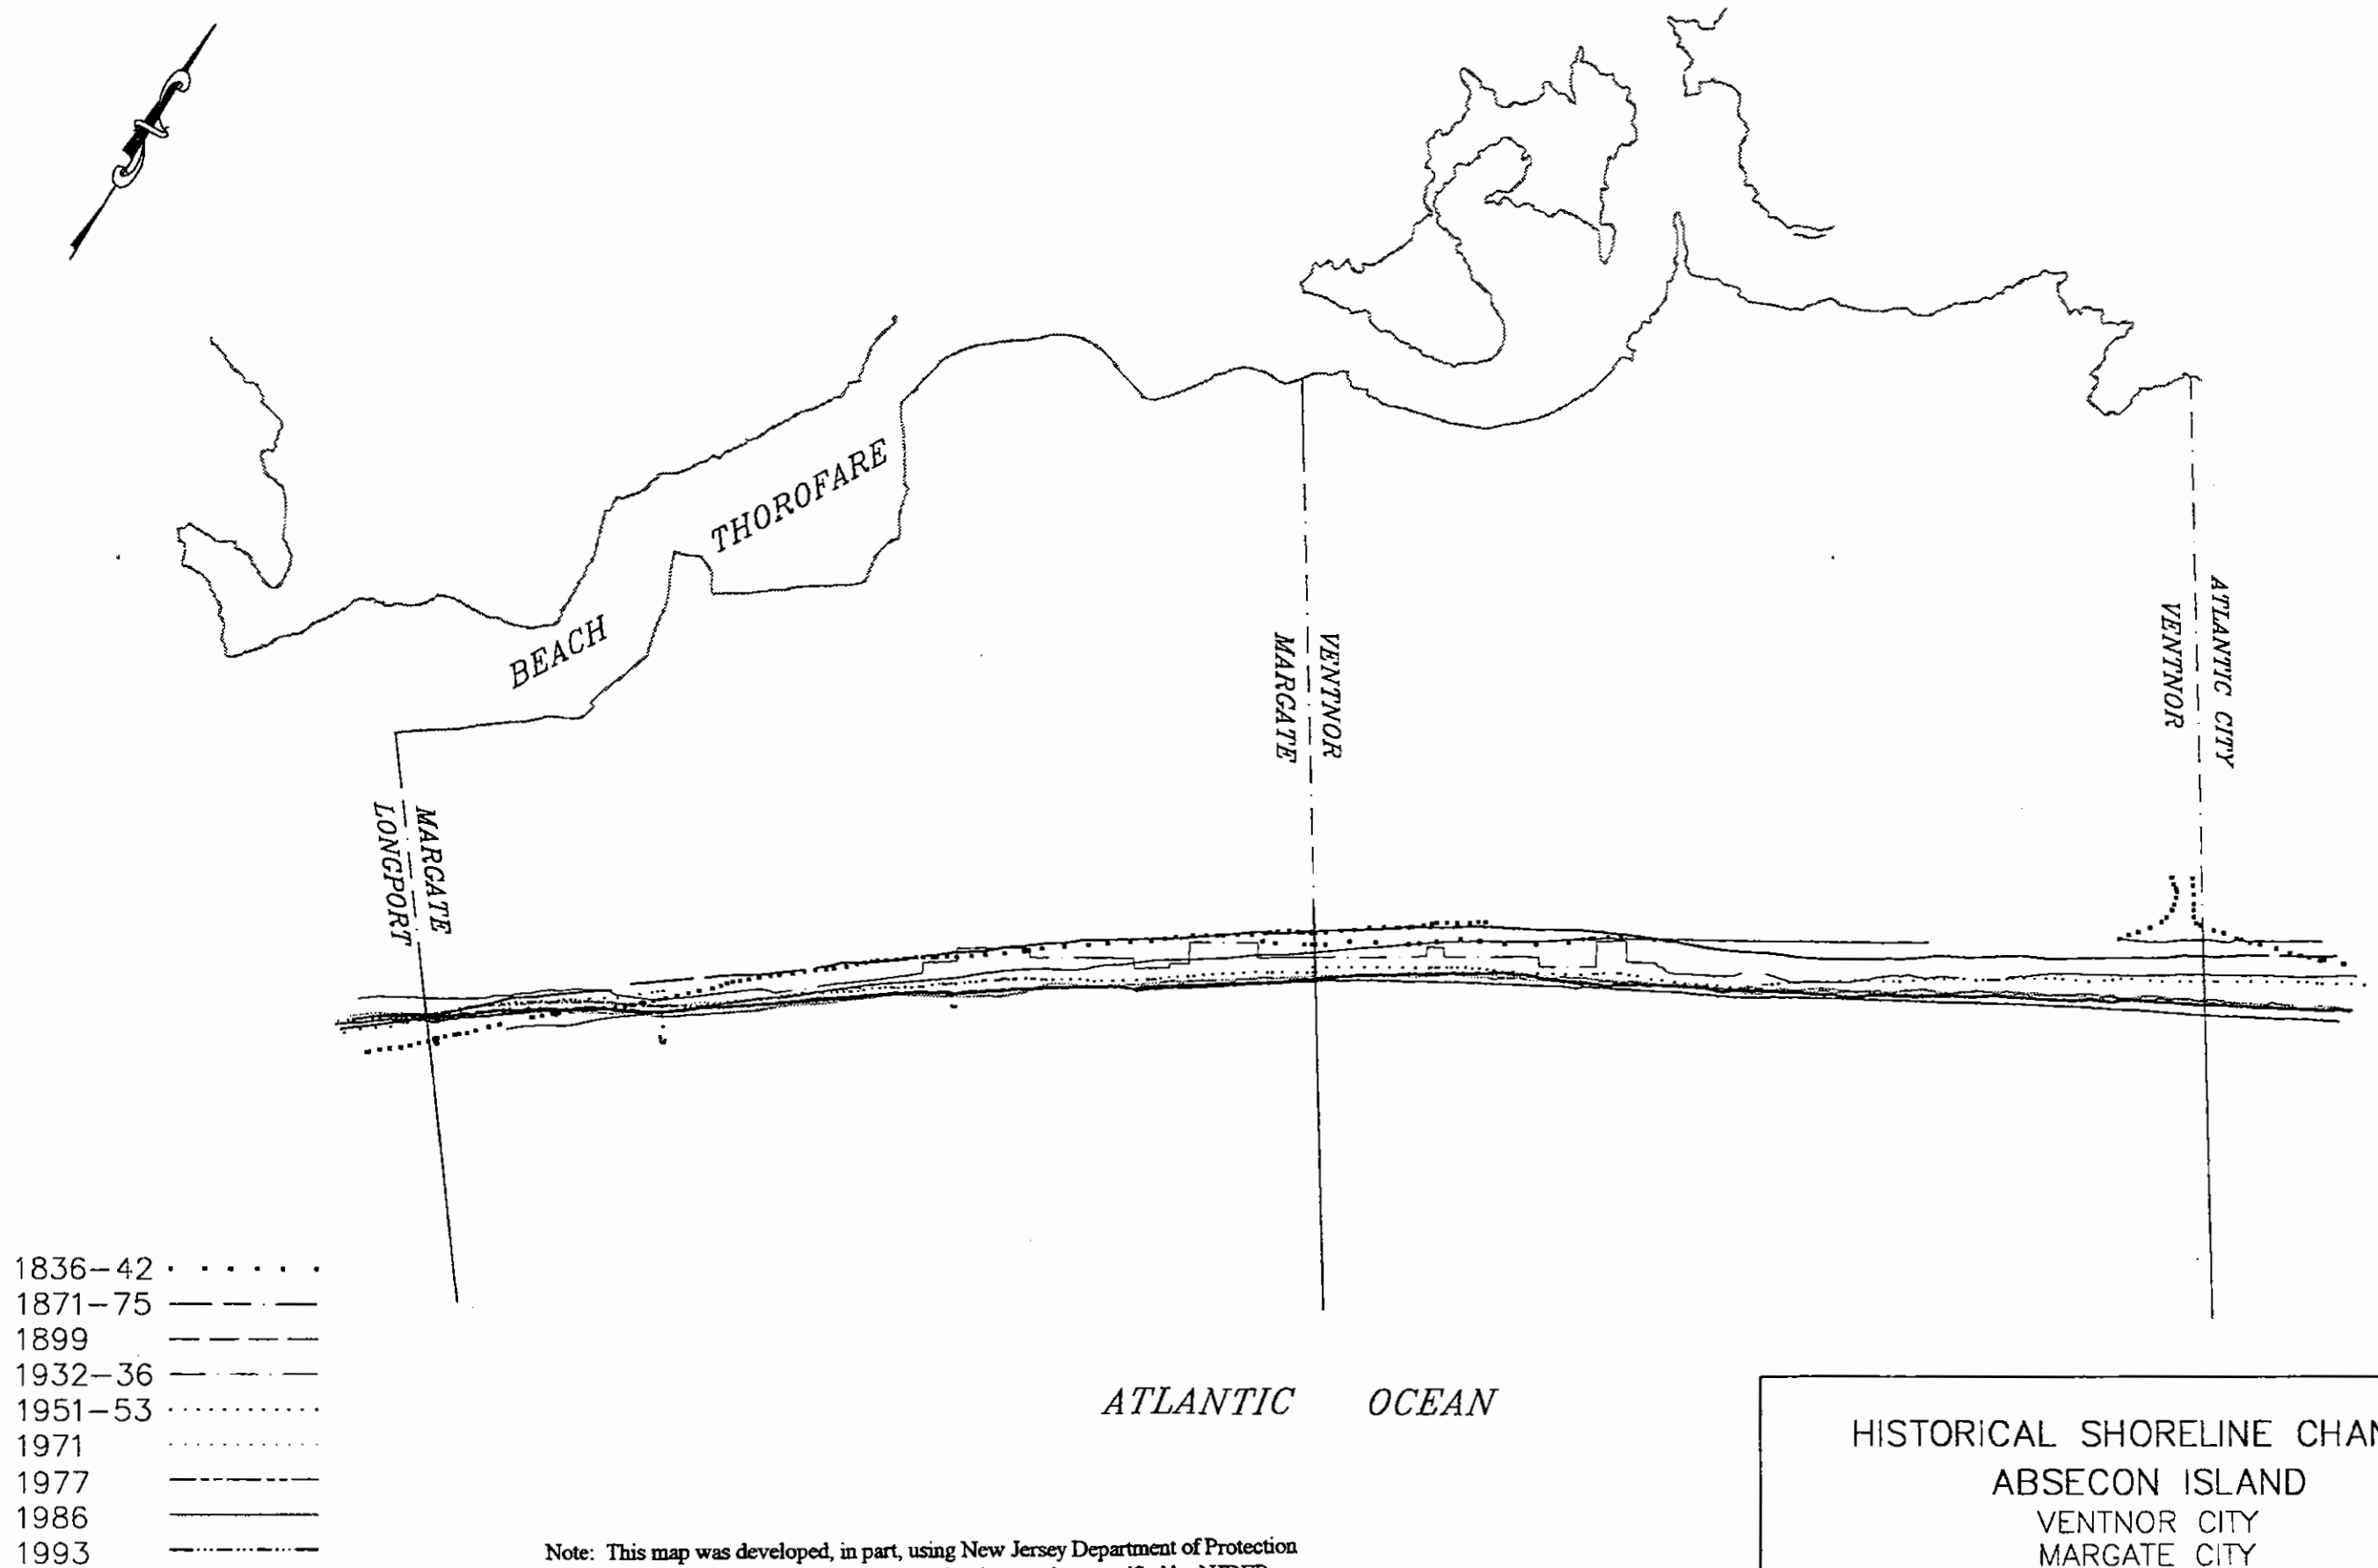 THOROFARE
BEACH
VENTNOR
MARGATE
ATLANTIC CITY
VENTNOR
MARGATE
LONGPORT
1836-42
1871-75
1899
1932-36
1951-53
1971
1977
1986
1993
ATLANTIC OCEAN
HISTORICAL SHORELINE CHAN
ABSECON ISLAND
VENTNOR CITY
MARGATE CITY
Note: This map was developed, in part, using New Jersey Department of Protection